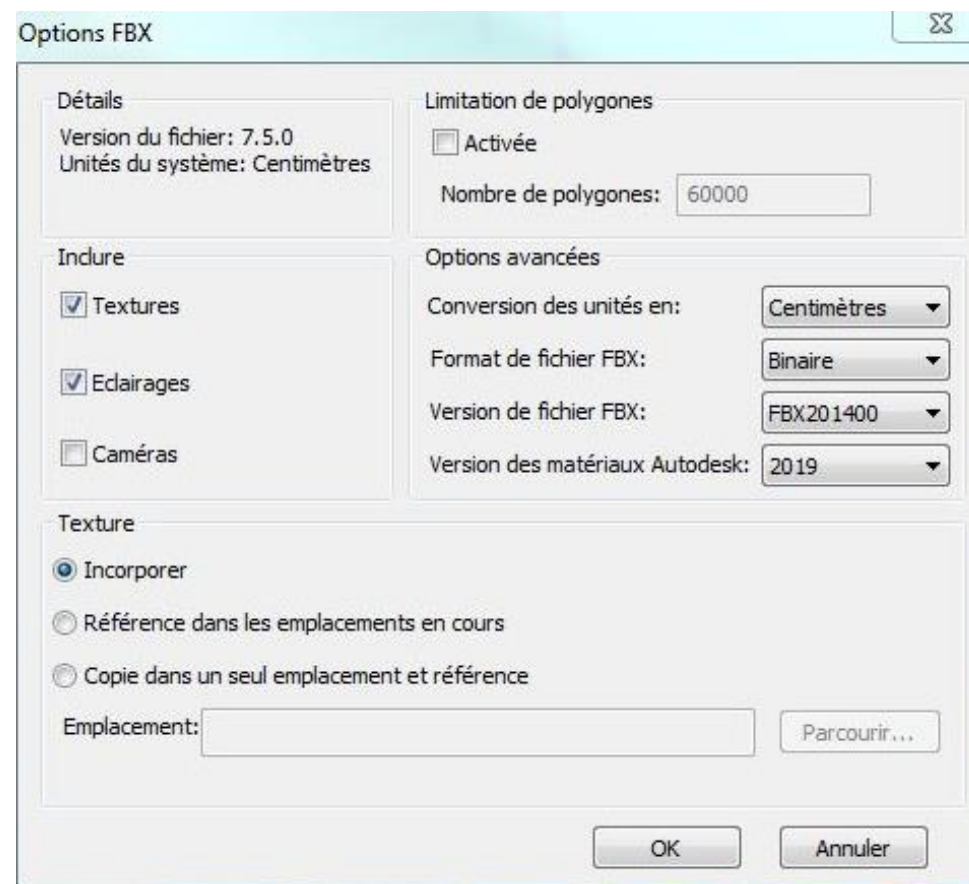 Options FBX
Détails
Version du fichier: 7.5.0
Unités du système: Centimètres
Limitation de polygones
Activée
Nombre de polygones: 60000
Inclure
Textures
Eclairages
Caméras
Options avancées
Conversion des unités en: Centimètres
Format de fichier FBX: Binaire
Version de fichier FBX: FBX201400
Version des matériaux Autodesk: 2019
Texture
Incorporer
Référence dans les emplacements en cours
Copie dans un seul emplacement et référence
Emplacement: Parcourir...
OK Annuler